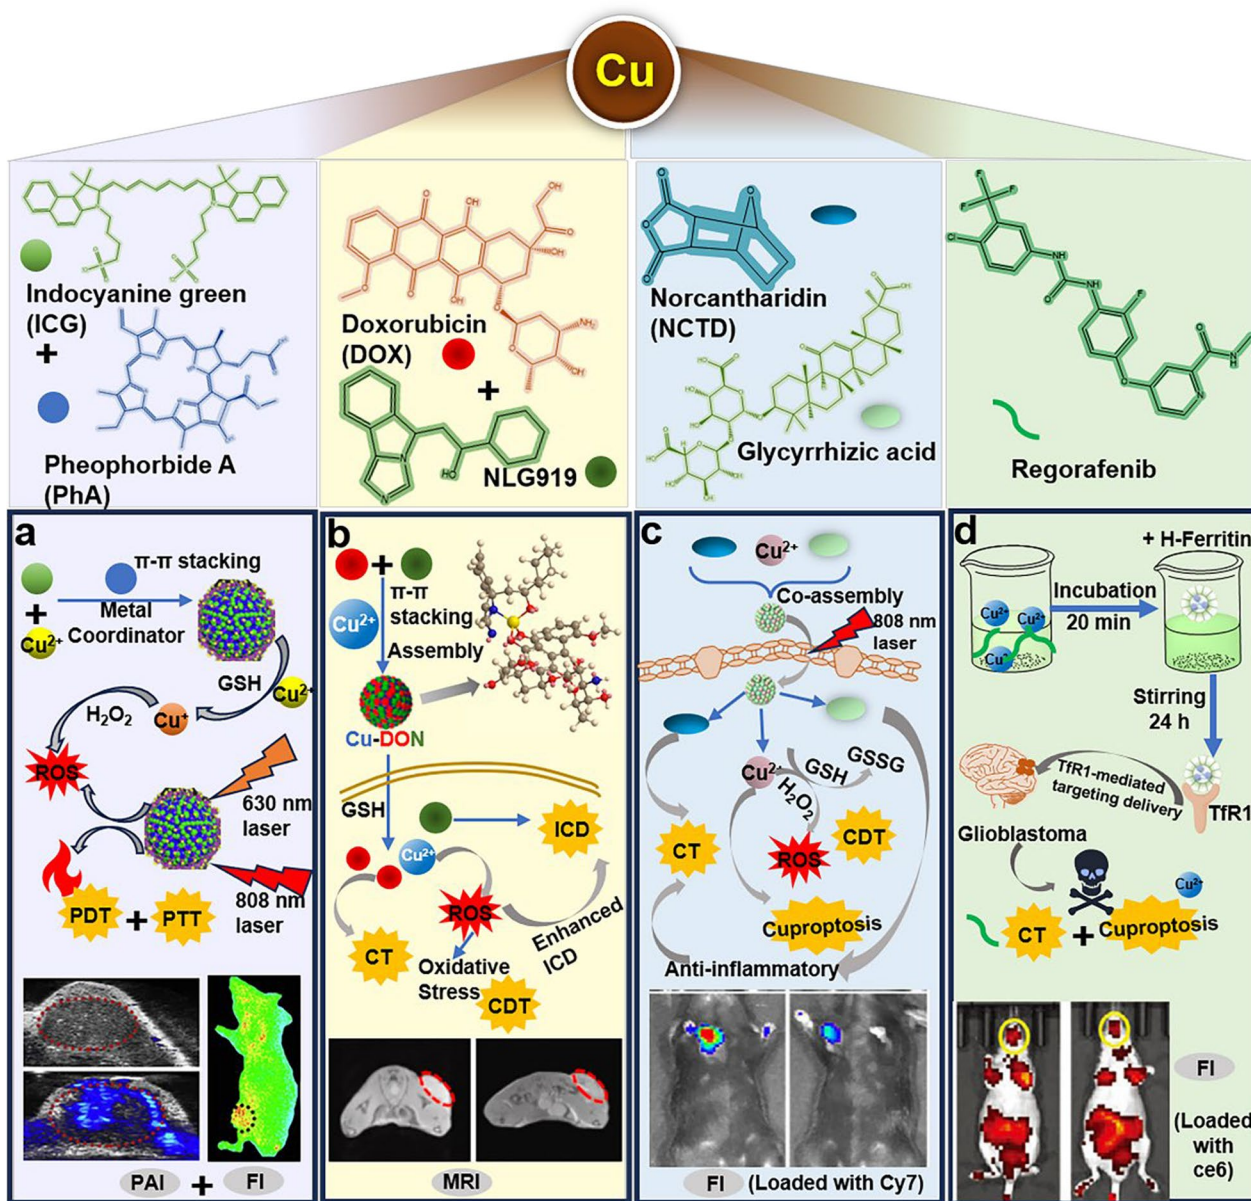 Cu
Indocyanine green
(ICG)
+
Pheophorbide A
(PhA)
Doxorubicin
(DOX)
+
NLG919
Norcantharidin
(NCTD)
Glycyrrhizic acid
Regorafenib
a
π-π stacking
+
Metal
Coordinator
Cu2+
GSH
Cu2+
H2O2
Cu+
ROS
630 nm
laser
808 nm
laser
PDT + PTT
PAI + FI
b
+
π-π
stacking
Cu2+
Assembly
Cu-DON
GSH
ICD
Cu2+
ROS
Enhanced
ICD
CT
Oxidative
Stress
CDT
MRI
c
Cu2+
Co-assembly
808 nm
laser
Cu2+
GSH
GSSG
H2O2
CT
ROS
CDT
Cuproptosis
Anti-inflammatory
FI (Loaded with Cy7)
d
+ H-Ferritin
Cu2+
Cu2+
Incubation
20 min
Stirring
24 h
TfR1-mediated
targeting delivery
TfR1
Glioblastoma
Cu2+
CT + Cuproptosis
FI
(Loaded
with
ce6)